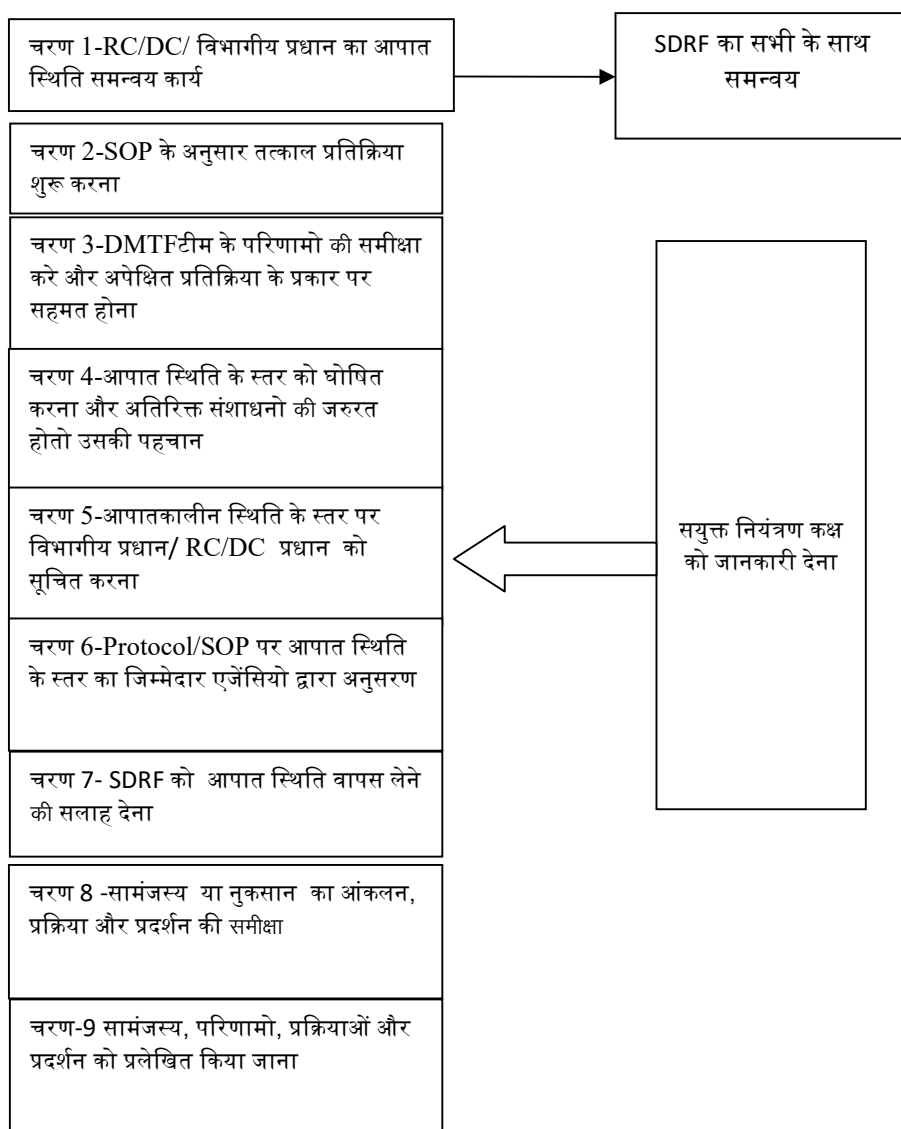 चरण 1-RC/DC/ विभागीय प्रधान का आपात
स्थिति समन्वय कार्य
SDRF का सभी के साथ
समन्वय
चरण 2-SOP के अनुसार तत्काल प्रतिक्रिया
शुरू करना
चरण 3-DMTFटीम के परिणामो की समीक्षा
करे और अपेक्षित प्रतिक्रिया के प्रकार पर
सहमत होना
चरण 4-आपात स्थिति के स्तर को घोषित
करना और अतिरिक्त संशाधनो की जरुरत
होतो उसकी पहचान
चरण 5-आपातकालीन स्थिति के स्तर पर
विभागीय प्रधान/ RC/DC प्रधान को
सूचित करना
सयुक्त नियंत्रण कक्ष
को जानकारी देना
चरण 6-Protocol/SOP पर आपात स्थिति
के स्तर का जिम्मेदार एजेंसियो द्वारा अनुसरण
चरण 7- SDRF को आपात स्थिति वापस लेने
की सलाह देना
चरण 8 -सामंजस्य या नुकसान का आंकलन,
प्रक्रिया और प्रदर्शन की समीक्षा
चरण-9 सामंजस्य, परिणामो, प्रक्रियाओं और
प्रदर्शन को प्रलेखित किया जाना